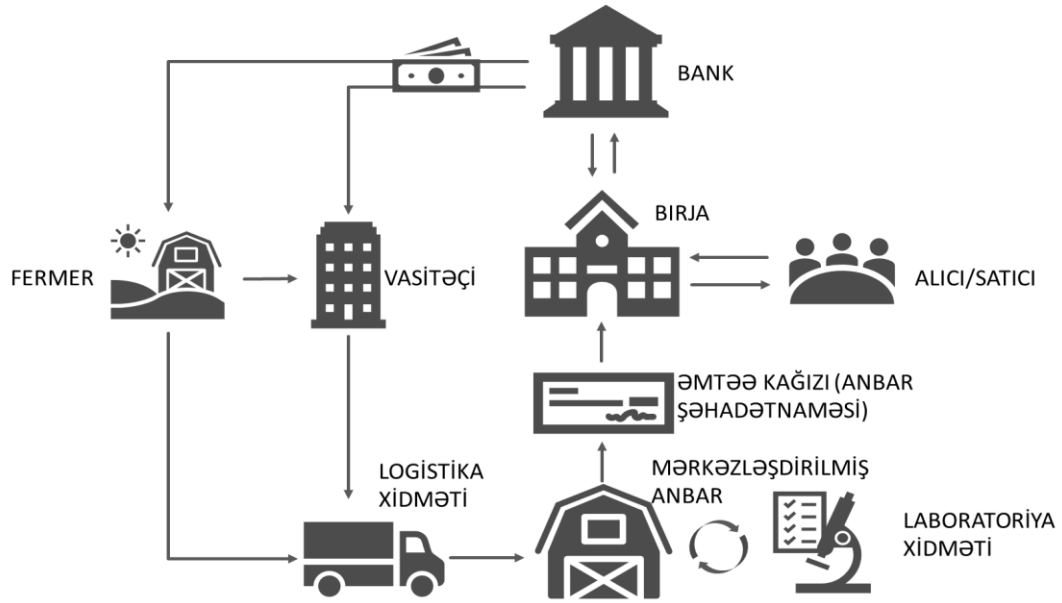 BANK
BIRJA
FERMER
VASİTƏÇİ
ALICI/SATICI
ƏMTƏƏ KAĞIZI (ANBAR
ŞƏHADƏTNAMƏSİ)
LOGİSTİKA
XİDMƏTİ
MƏRKƏZLƏŞDİRİLMİŞ
ANBAR
LABORATORİYA
XİDMƏTİ